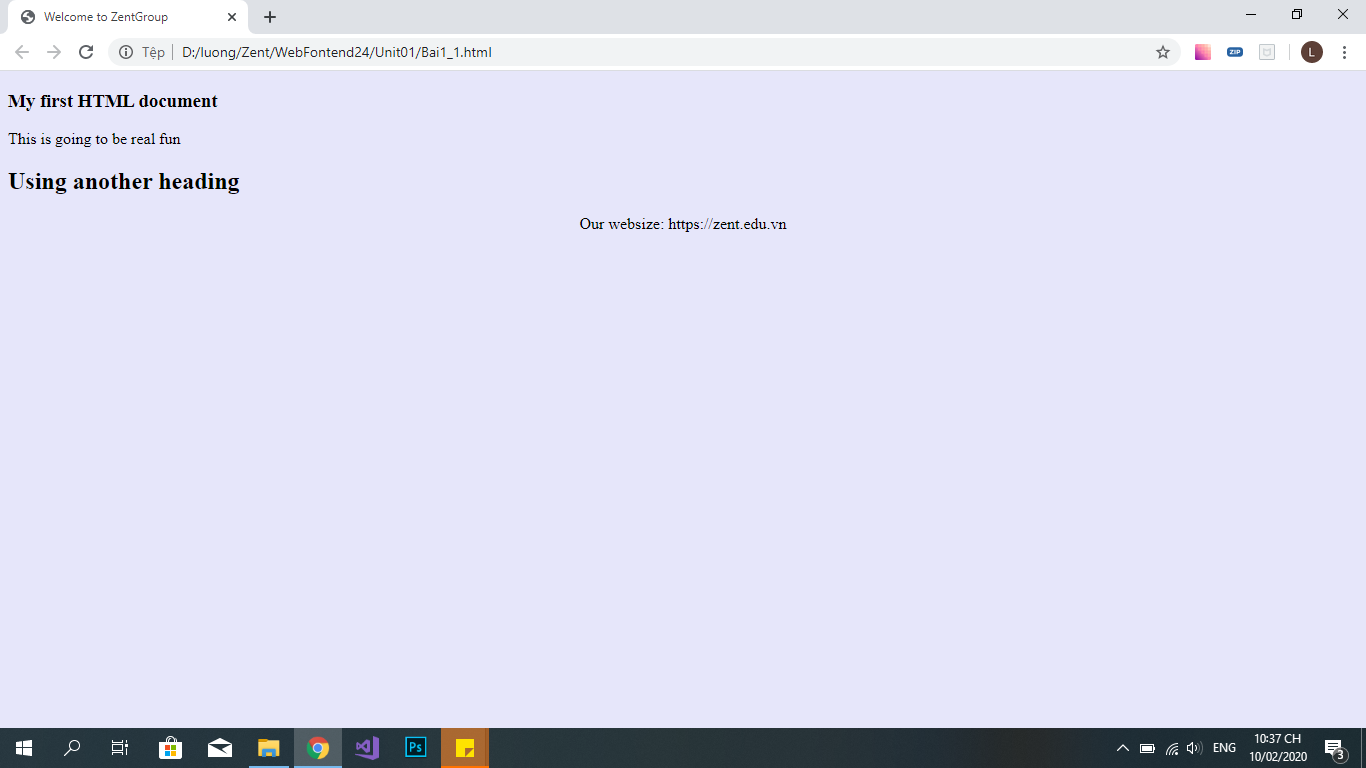 Welcome to ZentGroup
Tệp D:/luong/Zent/WebFontend24/Unit01/Bai1_1.html
ZIP
L
My first HTML document
This is going to be real fun
Using another heading
Our websize: https://zent.edu.vn
Ps
ENG
10:37 CH
10/02/2020
3